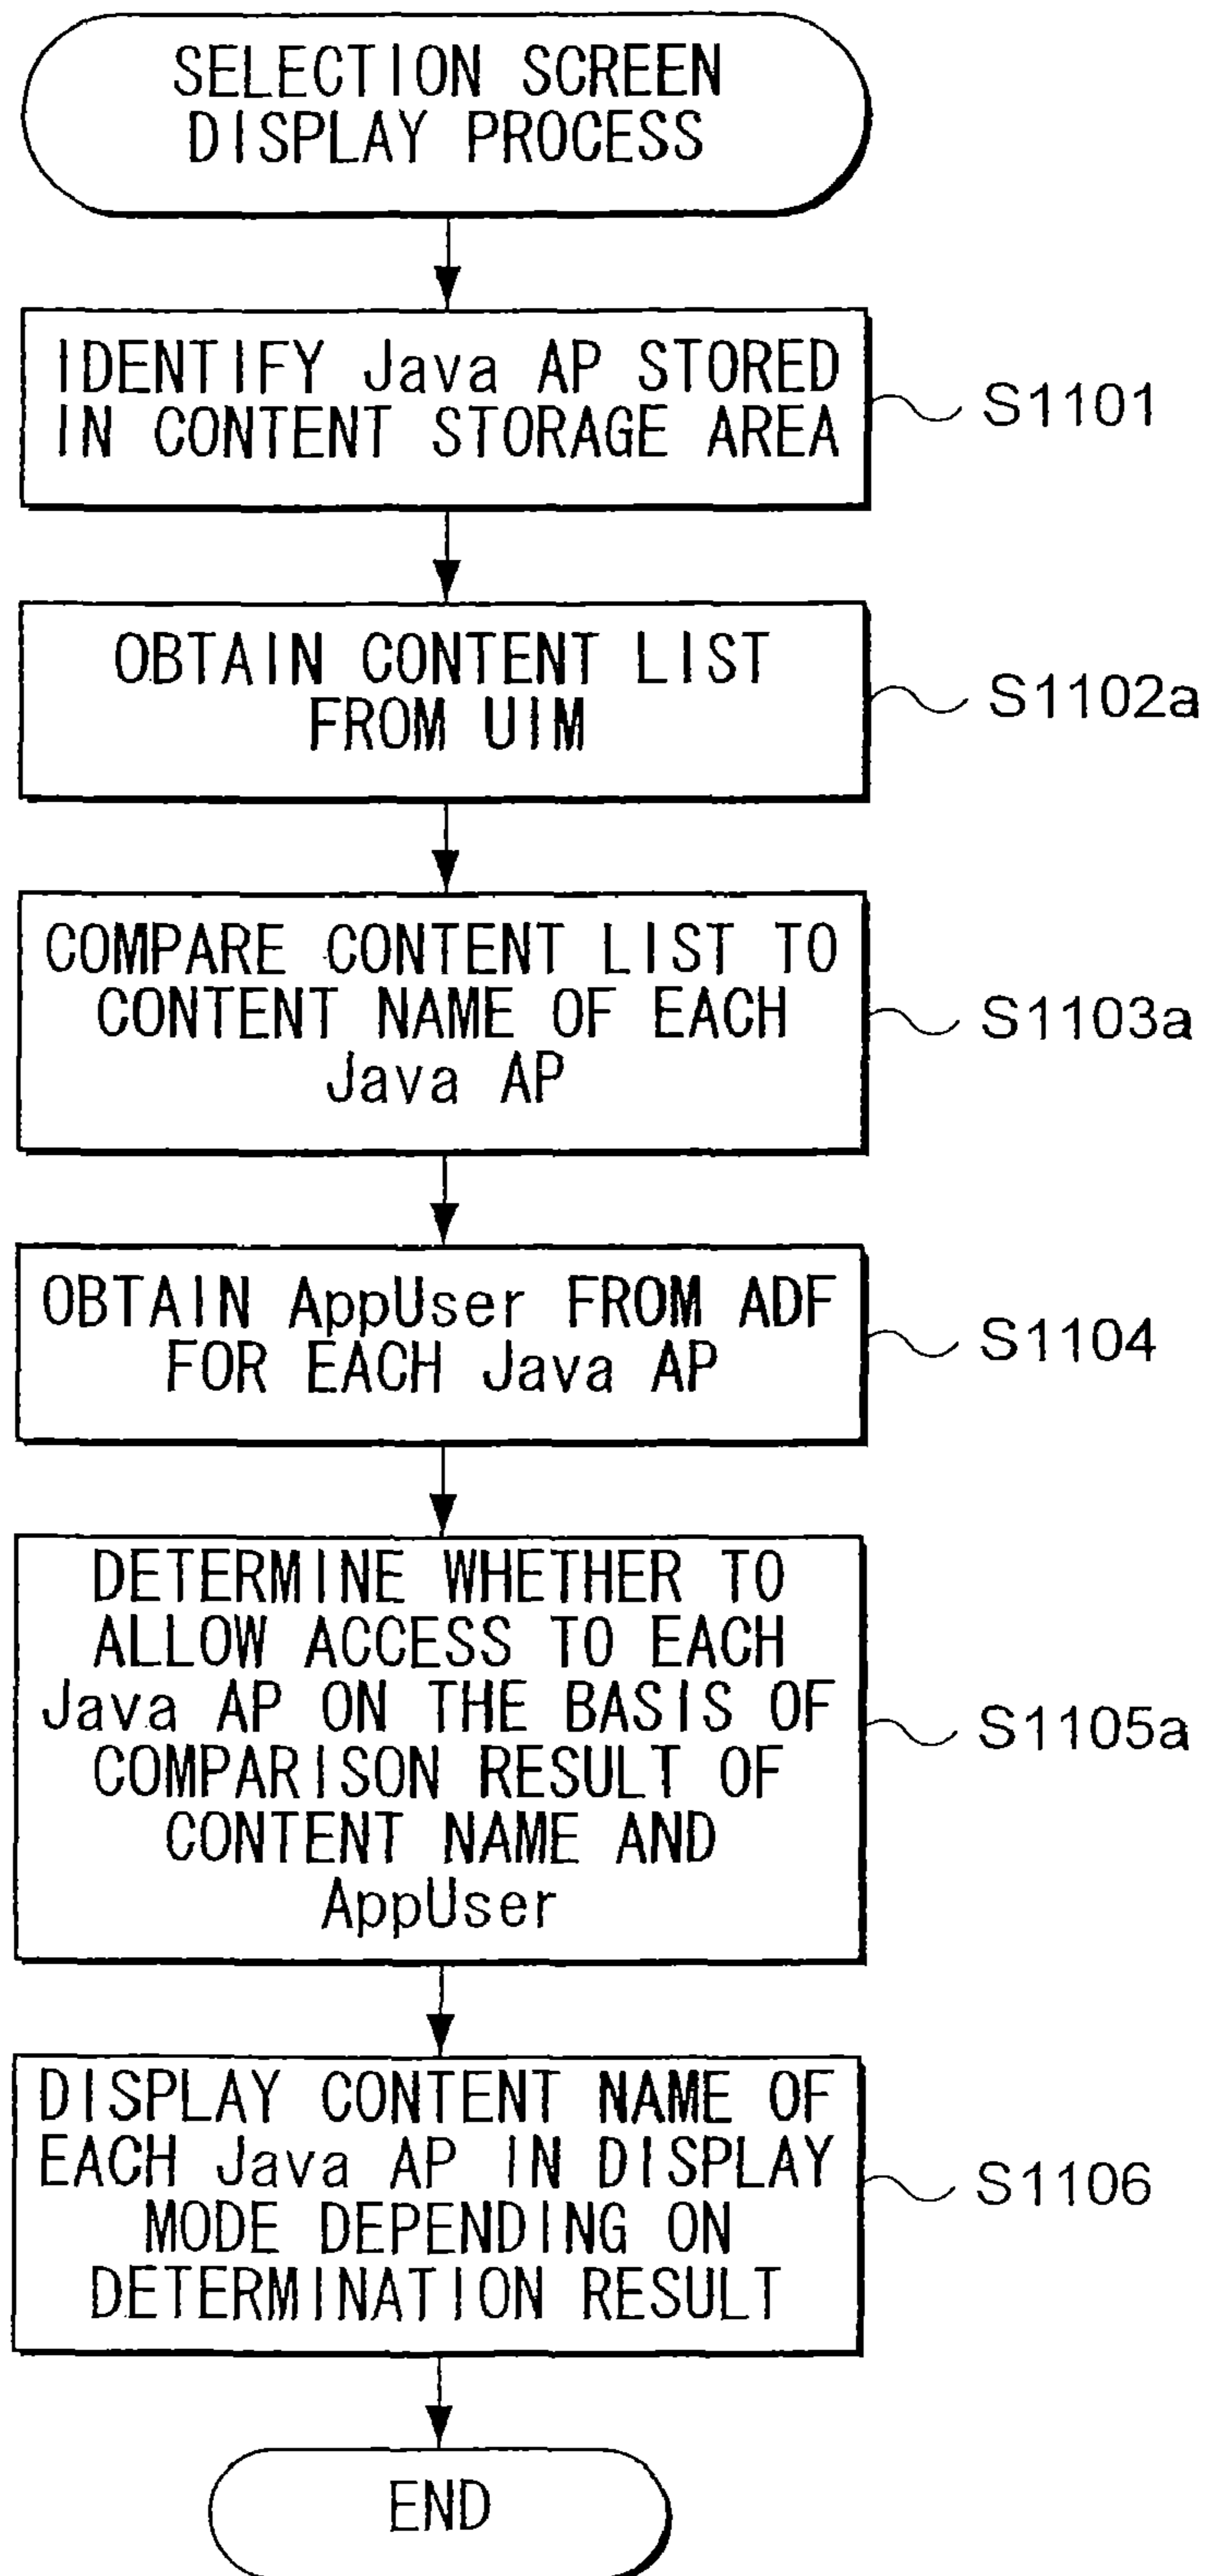 SELECTION SCREEN
DISPLAY PROCESS
IDENTIFY Java AP STORED
IN CONTENT STORAGE AREA
S1101
OBTAIN CONTENT LIST
FROM UIM
S1102a
COMPARE CONTENT LIST TO
CONTENT NAME OF EACH
Java AP
S1103a
OBTAIN AppUser FROM ADF
FOR EACH Java AP
S1104
DETERMINE WHETHER TO
ALLOW ACCESS TO EACH
Java AP ON THE BASIS OF
COMPARISON RESULT OF
CONTENT NAME AND
AppUser
S1105a
DISPLAY CONTENT NAME OF
EACH Java AP IN DISPLAY
MODE DEPENDING ON
DETERMINATION RESULT
S1106
END